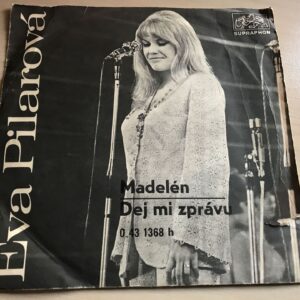 Eva Pilarová
SUPRAPHON
Madelén
Dej mi zprávu
0 43 1368 h